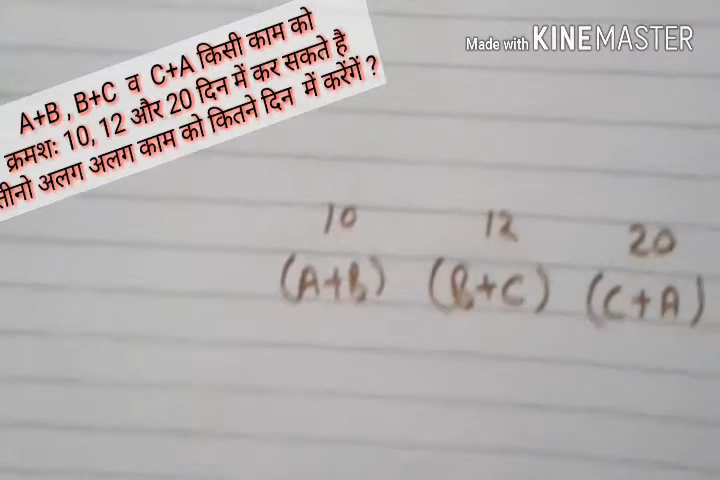 Made with KINEMASTER
A+B , B+C व C+A किसी काम को
क्रमशः 10, 12 और 20 दिन में कर सकते है
तीनो अलग अलग काम को कितने दिन में करेंगें ?
10 12 20
(A+B) (B+C) (C+A)